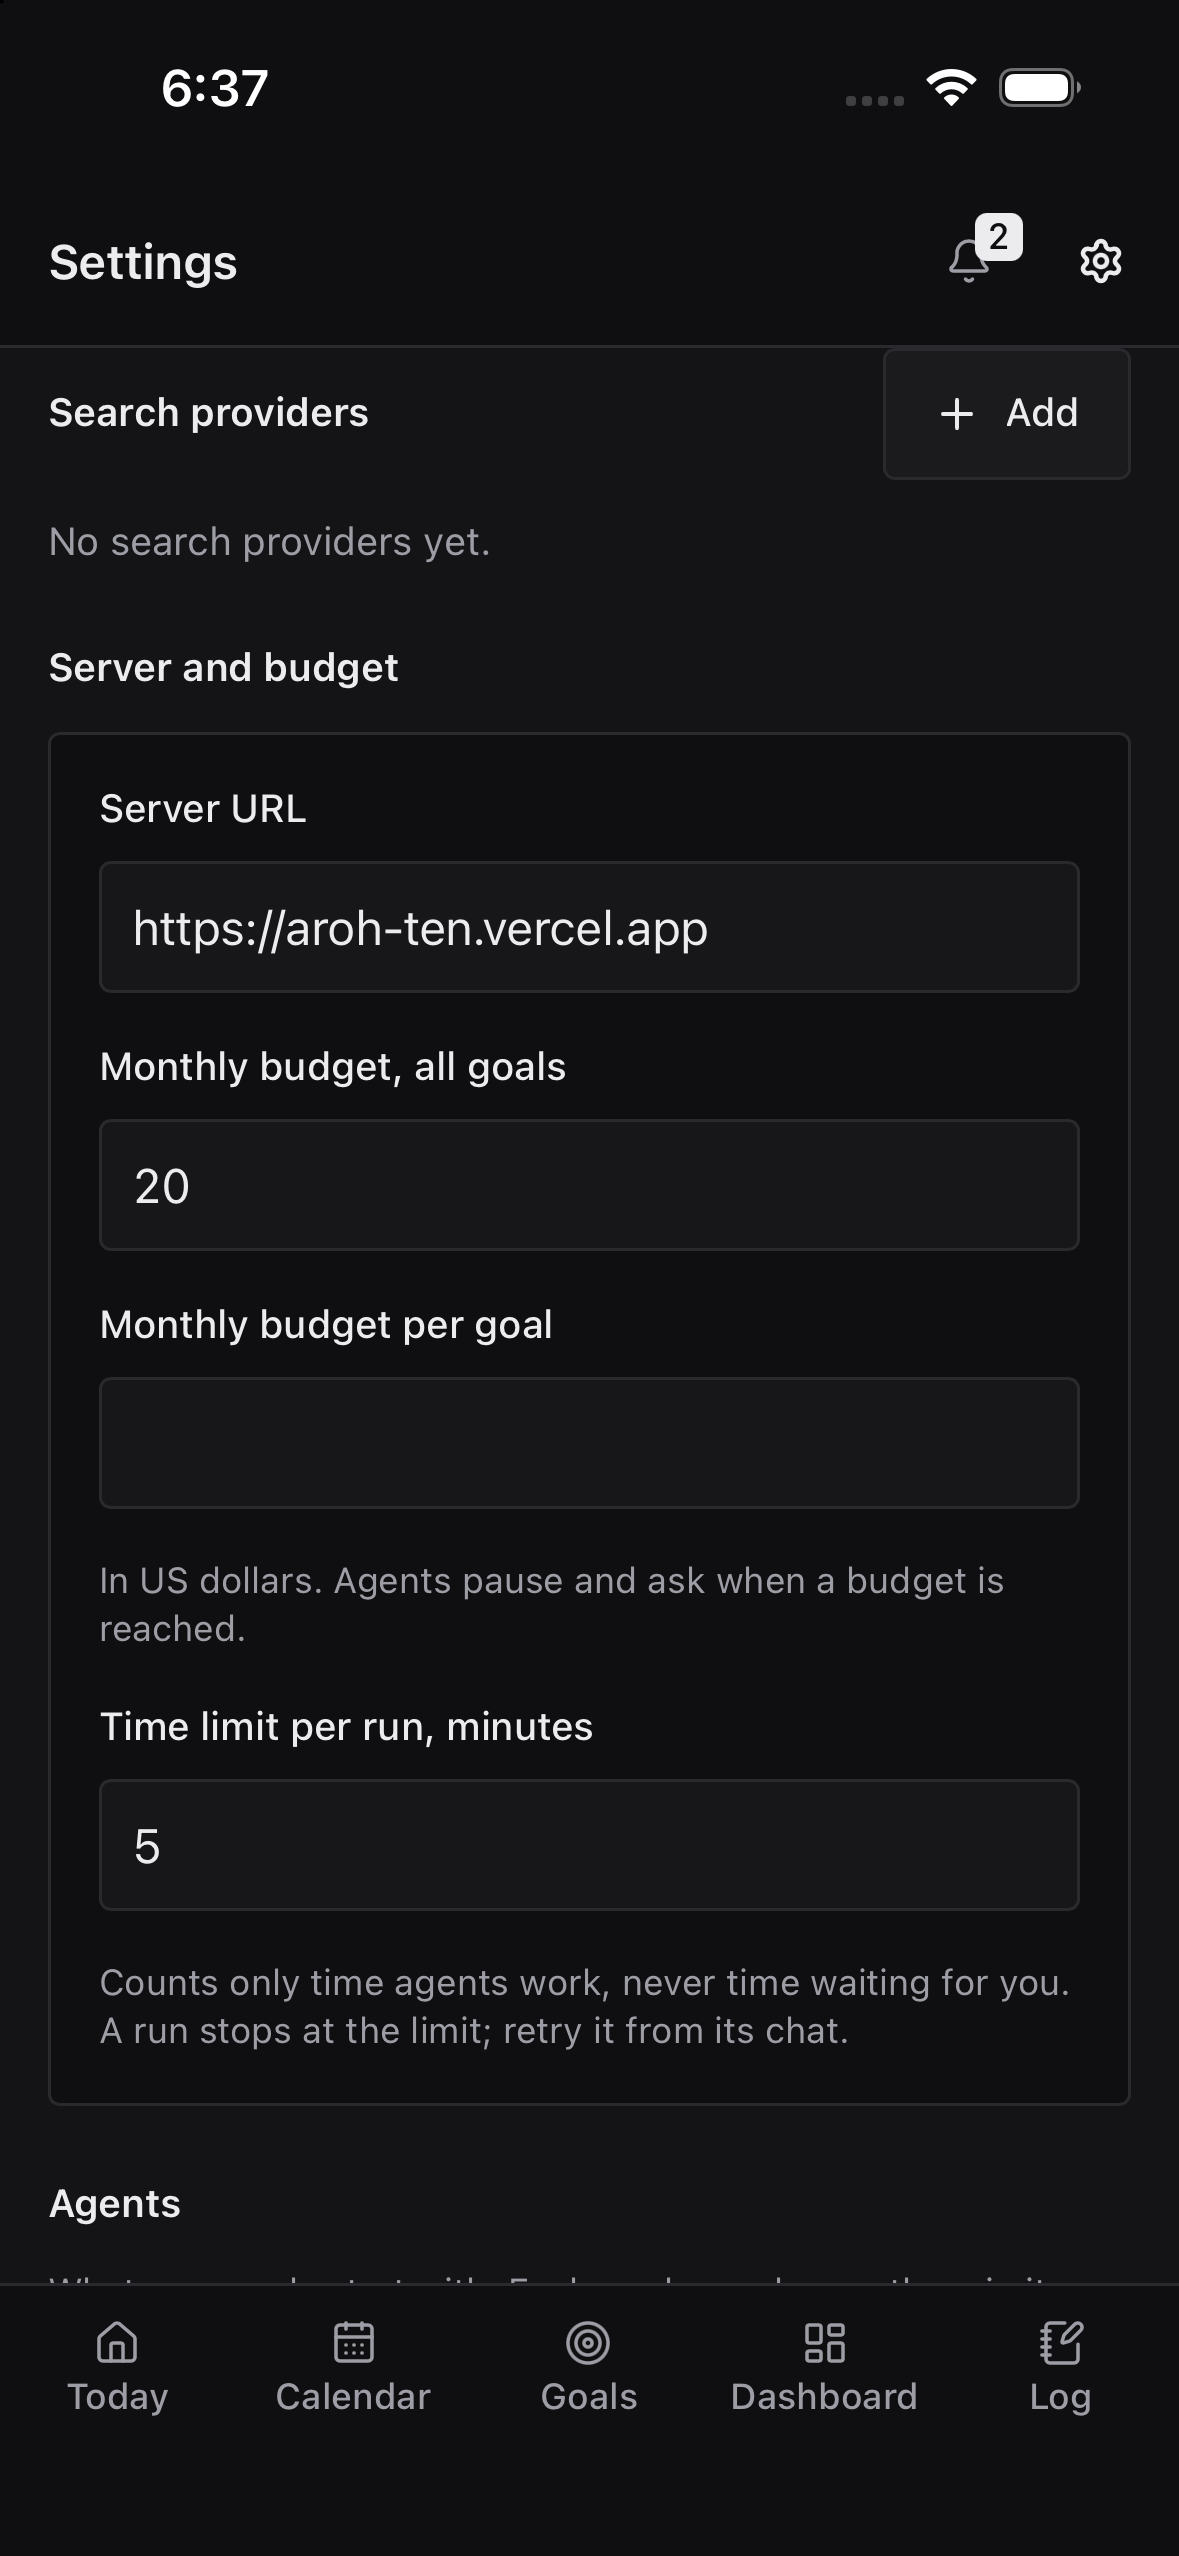 6:37
Settings
2
Search providers
Add
No search providers yet.
Server and budget
Server URL
https://aroh-ten.vercel.app
Monthly budget, all goals
20
Monthly budget per goal
In US dollars. Agents pause and ask when a budget is
reached.
Time limit per run, minutes
5
Counts only time agents work, never time waiting for you.
A run stops at the limit; retry it from its chat.
Agents
Today
Calendar
Goals
Dashboard
Log